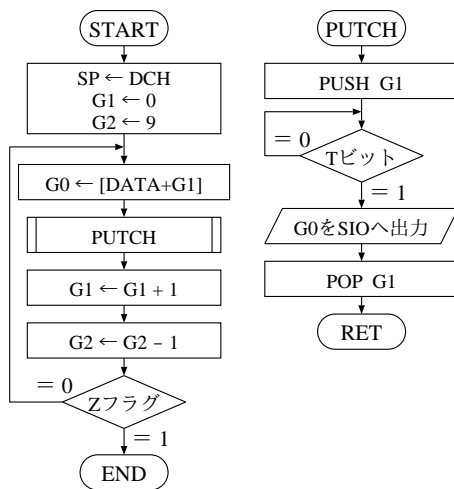 START
SP ← DCH
G1 ← 0
G2 ← 9
G0 ← [DATA+G1]
PUTCH
G1 ← G1 + 1
G2 ← G2 − 1
= 0
Zフラグ
= 1
END
PUTCH
PUSH G1
= 0
Tビット
= 1
G0をSIOへ出力
POP G1
RET